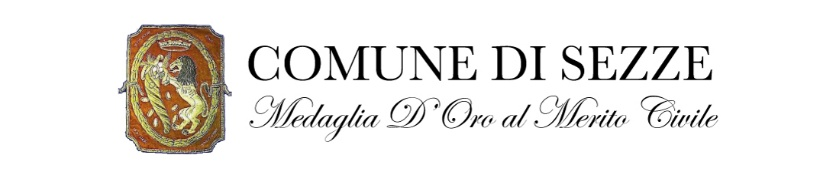 COMUNE DI SEZZE
Medaglia D'Oro al Merito Civile